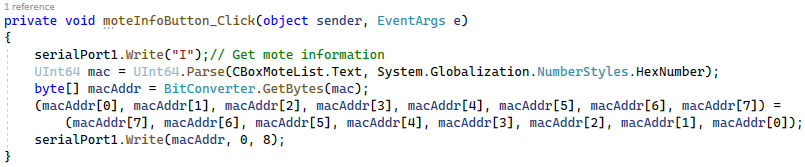 1 reference
private void moteInfoButton_Click(object sender, EventArgs e)
{
    serialPort1.Write("I");// Get mote information
    UInt64 mac = UInt64.Parse(CBoxMoteList.Text, System.Globalization.NumberStyles.HexNumber);
    byte[] macAddr = BitConverter.GetBytes(mac);
    (macAddr[0], macAddr[1], macAddr[2], macAddr[3], macAddr[4], macAddr[5], macAddr[6], macAddr[7]) =
        (macAddr[7], macAddr[6], macAddr[5], macAddr[4], macAddr[3], macAddr[2], macAddr[1], macAddr[0]);
    serialPort1.Write(macAddr, 0, 8);
}